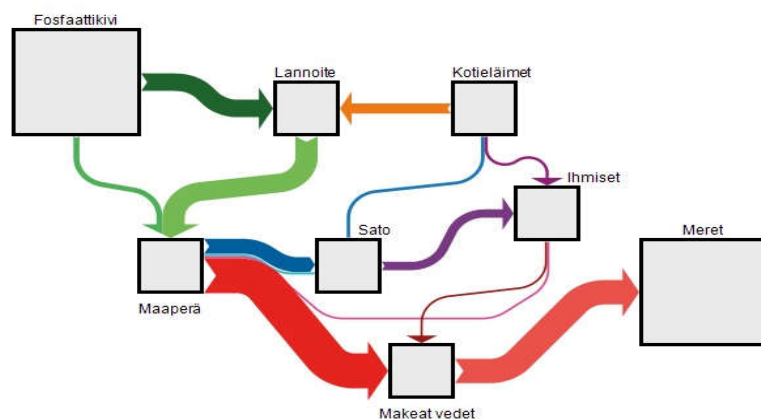 Fosfaattikivi
Lannoite
Kotieläimet
Ihmiset
Sato
Meret
Maaperä
Makeat vedet